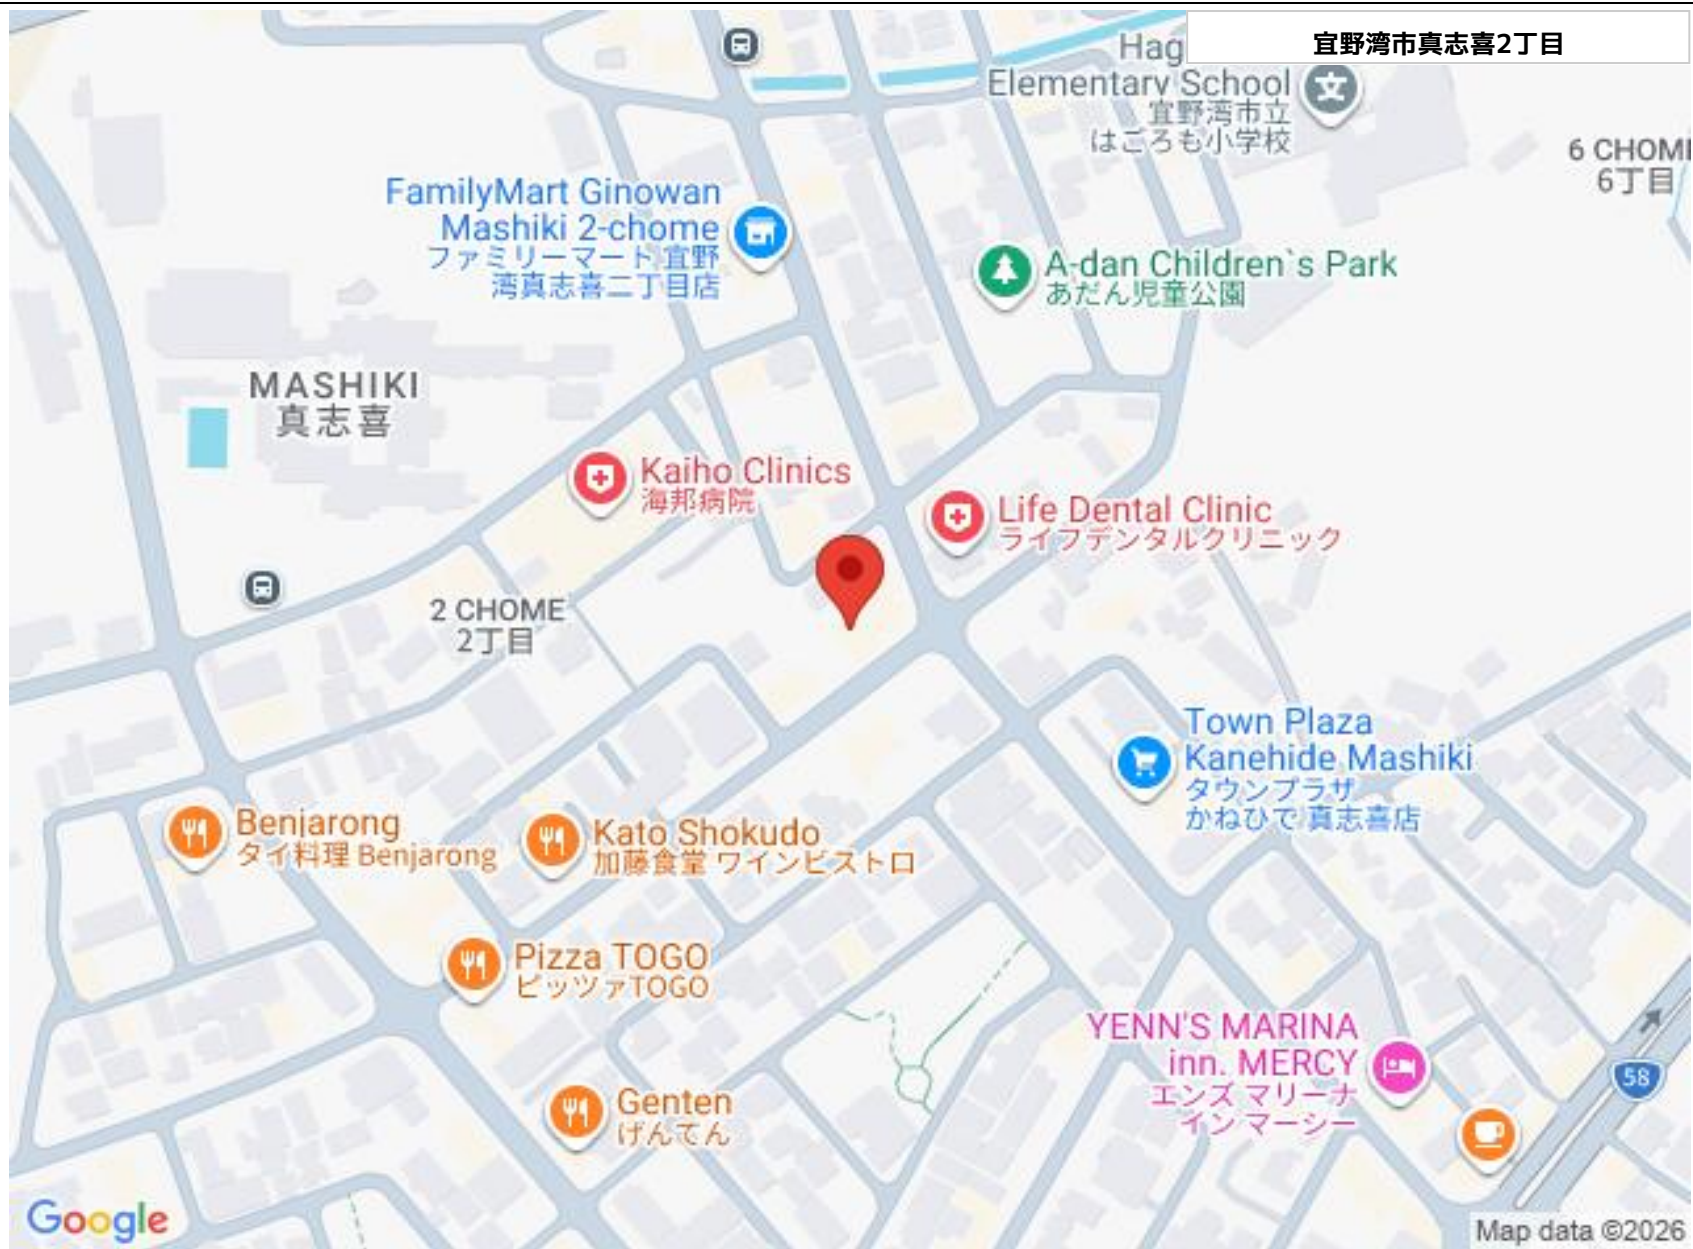 宜野湾市真志喜2丁目
Hag
Elementary School
宜野湾市立
はごろも小学校
文
6 CHOM
6丁目
FamilyMart Ginowan
Mashiki 2-chome
ファミリーマート 宜野
湾真志喜二丁目店
A-dan Children`s Park
あだん児童公園
MASHIKI
真志喜
Kaiho Clinics
海邦病院
Life Dental Clinic
ライフデンタルクリニック
2 CHOME
2丁目
Town Plaza
Kanehide Mashiki
タウンプラザ
かねひで 真志喜店
Benjarong
タイ料理 Benjarong
Kato Shokudo
加藤食堂 ワインビストロ
Pizza TOGO
ピッツァTOGO
YENN'S MARINA
inn. MERCY
エンズ マリーナ
イン マーシー
58
Genten
げんてん
Google
Map data ©2026